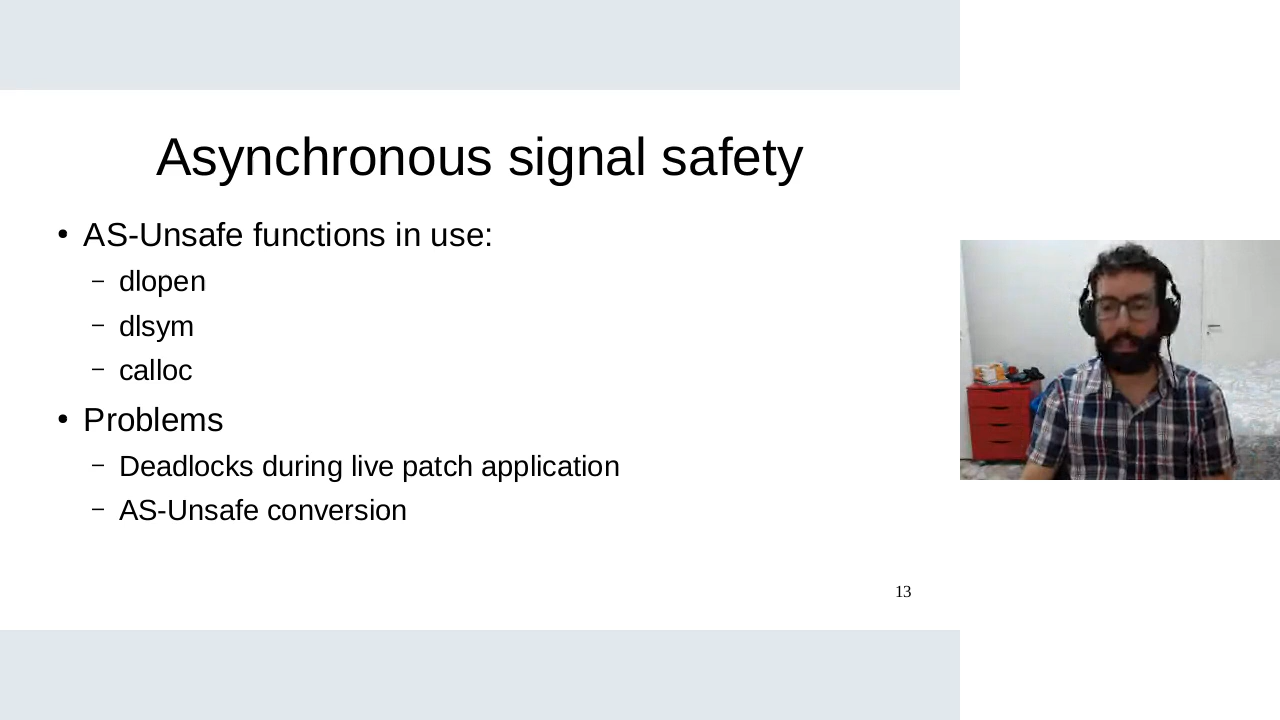 Asynchronous signal safety
• AS-Unsafe functions in use:
– dlopen
– dlsym
– calloc
• Problems
– Deadlocks during live patch application
– AS-Unsafe conversion
13